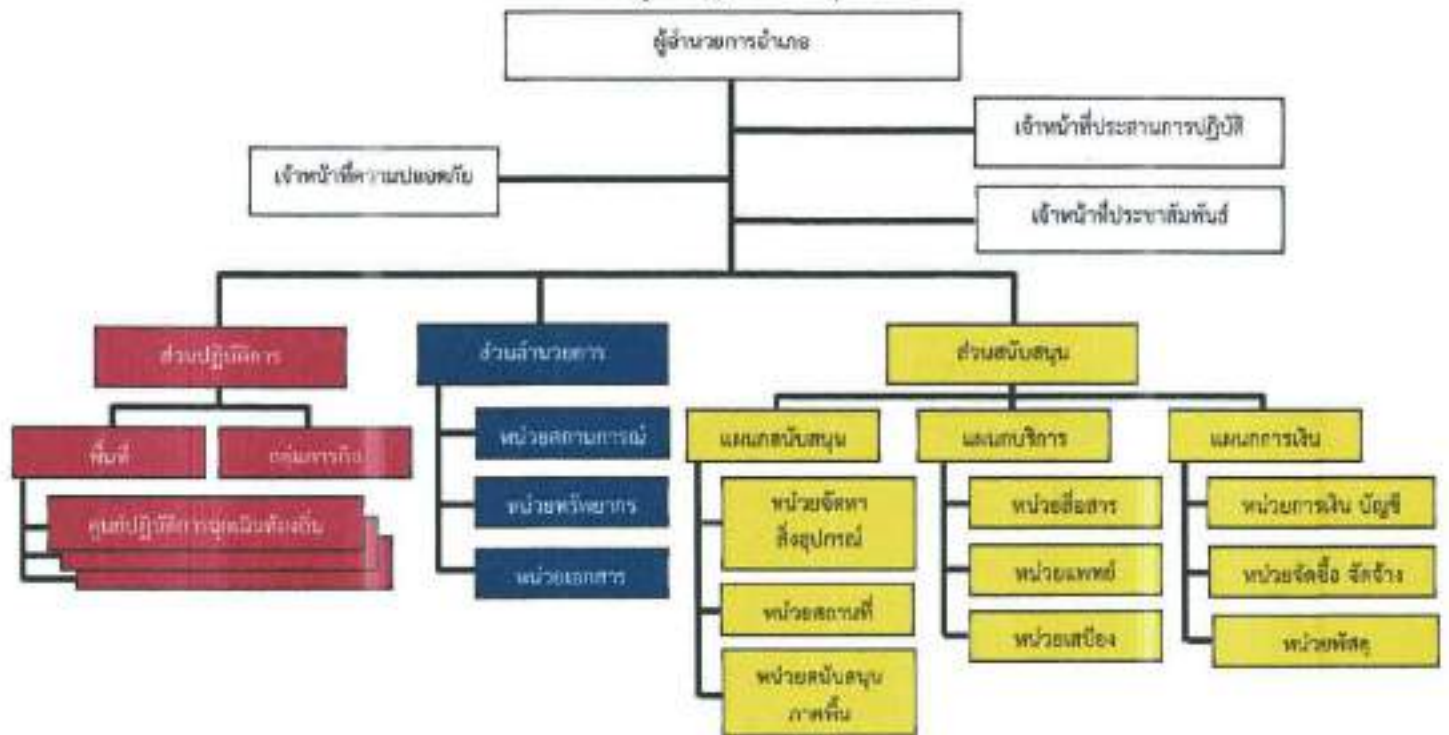 ผู้อำนวยการอำเภอ
เจ้าหน้าที่ประสานการปฏิบัติ
เจ้าหน้าที่ความปลอดภัย
เจ้าหน้าที่ประชาสัมพันธ์
ส่วนปฏิบัติการ
ส่วนอำนวยการ
ส่วนสนับสนุน
พื้นที่
กลุ่มภารกิจ
ศูนย์ปฏิบัติการฉุกเฉินท้องถิ่น
หน่วยสถานการณ์
หน่วยทรัพยากร
หน่วยเอกสาร
แผนกสนับสนุน
หน่วยจัดหา
สิ่งอุปกรณ์
หน่วยสถานที่
หน่วยสนับสนุน
ภาคพื้น
แผนกบริการ
หน่วยสื่อสาร
หน่วยแพทย์
หน่วยเสบียง
แผนกการเงิน
หน่วยการเงิน บัญชี
หน่วยจัดซื้อ จัดจ้าง
หน่วยพัสดุ